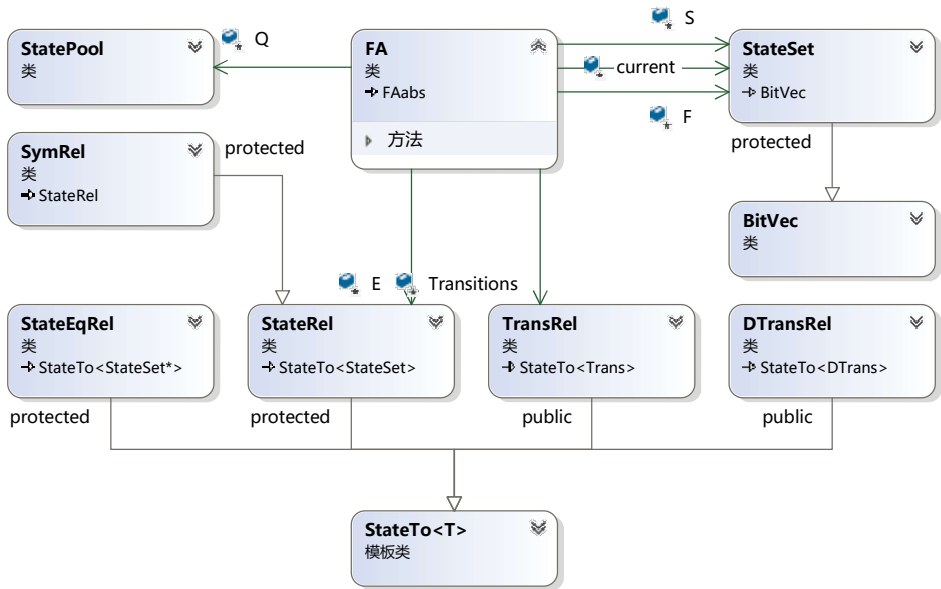 S
Q
StatePool
类
FA
类
FAabs
方法
current
StateSet
类
BitVec
F
protected
SymRel
类
StateRel
protected
BitVec
类
E
Transitions
StateEqRel
类
StateTo<StateSet*>
protected
StateRel
类
StateTo<StateSet>
protected
TransRel
类
StateTo<Trans>
public
DTransRel
类
StateTo<DTrans>
public
StateTo<T>
模板类